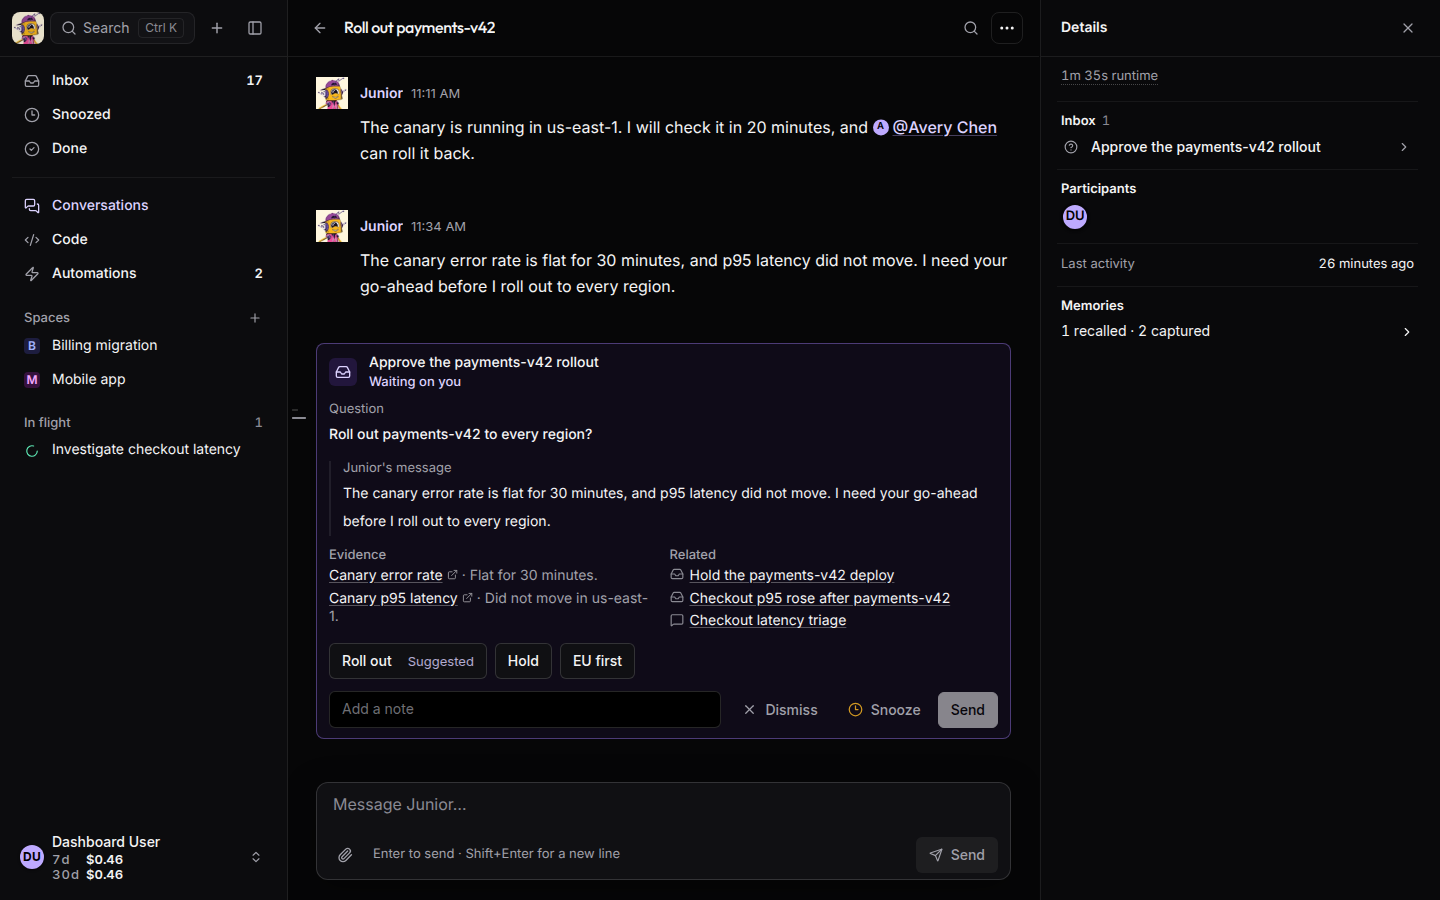 Search Ctrl K
Inbox 17
Snoozed
Done
Conversations
Code
Automations 2
Spaces
B Billing migration
M Mobile app
In flight 1
Investigate checkout latency
DU Dashboard User
7d $0.46
30d $0.46
Roll out payments-v42
Junior 11:11 AM
The canary is running in us-east-1. I will check it in 20 minutes, and A @Avery Chen
can roll it back.
Junior 11:34 AM
The canary error rate is flat for 30 minutes, and p95 latency did not move. I need your
go-ahead before I roll out to every region.
Approve the payments-v42 rollout
Waiting on you
Question
Roll out payments-v42 to every region?
Junior's message
The canary error rate is flat for 30 minutes, and p95 latency did not move. I need your go-ahead
before I roll out to every region.
Evidence
Canary error rate · Flat for 30 minutes.
Canary p95 latency · Did not move in us-east-
1.
Related
Hold the payments-v42 deploy
Checkout p95 rose after payments-v42
Checkout latency triage
Roll out Suggested Hold EU first
Add a note Dismiss Snooze Send
Message Junior...
Enter to send · Shift+Enter for a new line Send
Details
1m 35s runtime
Inbox 1
Approve the payments-v42 rollout
Participants
DU
Last activity 26 minutes ago
Memories
1 recalled · 2 captured